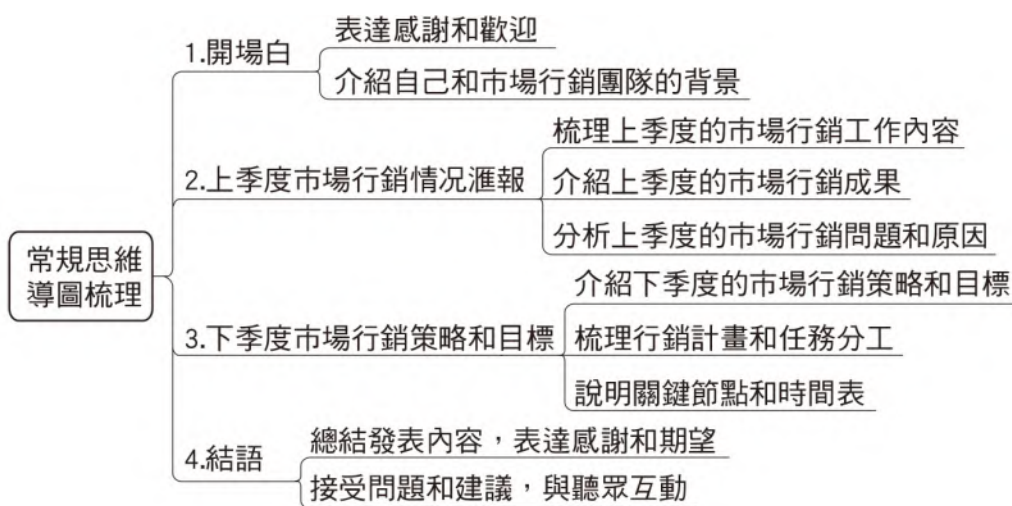 常規思維
導圖梳理
1.開場白
表達感謝和歡迎
介紹自己和市場行銷團隊的背景
2.上季度市場行銷情況滙報
梳理上季度的市場行銷工作內容
介紹上季度的市場行銷成果
分析上季度的市場行銷問題和原因
3.下季度市場行銷策略和目標
介紹下季度的市場行銷策略和目標
梳理行銷計畫和任務分工
說明關鍵節點和時間表
4.結語
總結發表內容，表達感謝和期望
接受問題和建議，與聽眾互動